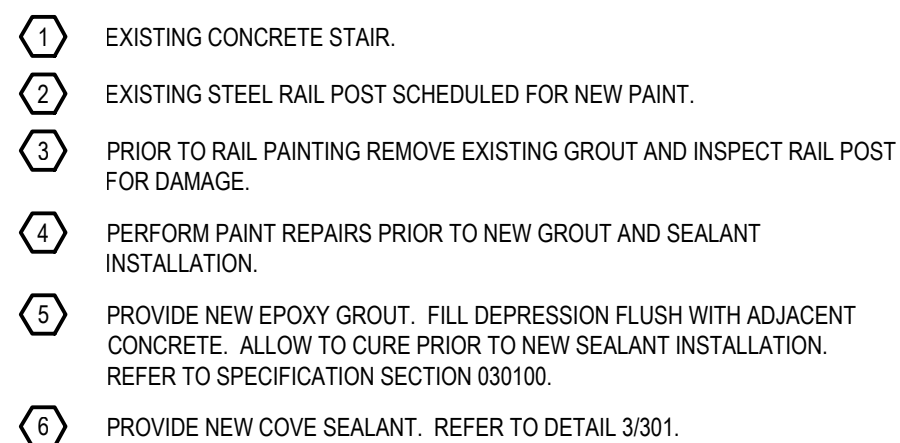 1 EXISTING CONCRETE STAIR.
2 EXISTING STEEL RAIL POST SCHEDULED FOR NEW PAINT.
3 PRIOR TO RAIL PAINTING REMOVE EXISTING GROUT AND INSPECT RAIL POST
FOR DAMAGE.
4 PERFORM PAINT REPAIRS PRIOR TO NEW GROUT AND SEALANT
INSTALLATION.
5 PROVIDE NEW EPOXY GROUT. FILL DEPRESSION FLUSH WITH ADJACENT
CONCRETE. ALLOW TO CURE PRIOR TO NEW SEALANT INSTALLATION.
REFER TO SPECIFICATION SECTION 030100.
6 PROVIDE NEW COVE SEALANT. REFER TO DETAIL 3/301.